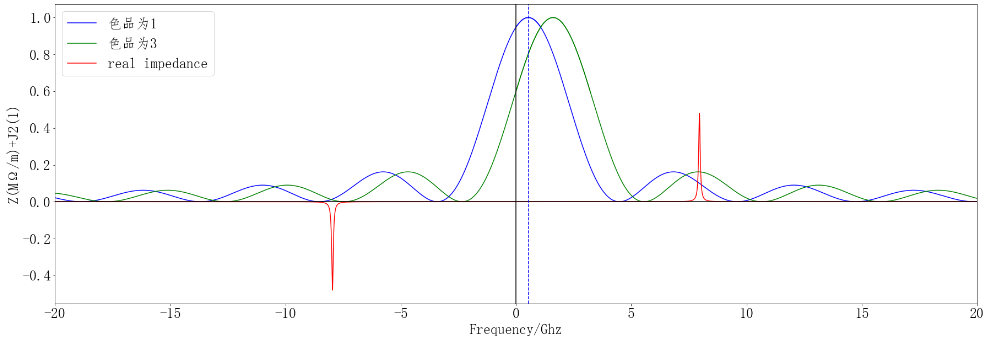 色品为1
色品为3
real impedance
Z(MΩ/m)+J2(1)
1.0
0.8
0.6
0.4
0.2
0.0
-0.2
-0.4
-20 -15 -10 -5 0 5 10 15 20
Frequency/Ghz